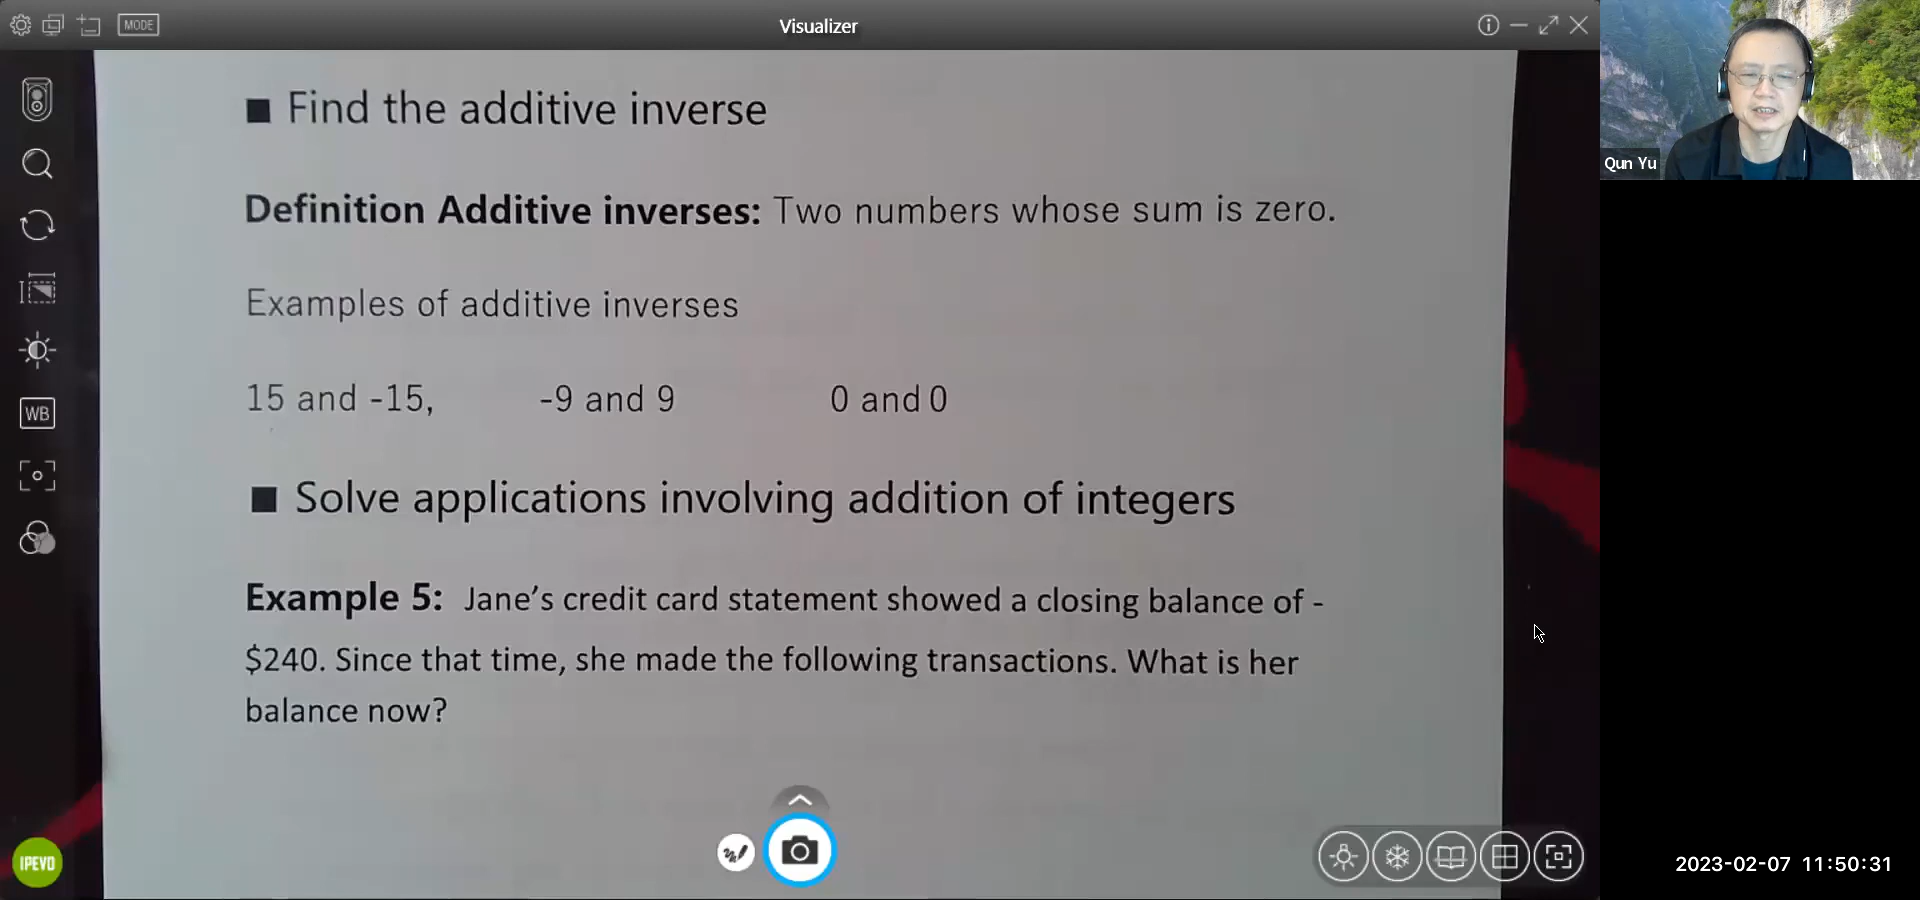 MODE
Visualizer
■ Find the additive inverse
Definition Additive inverses: Two numbers whose sum is zero.
Examples of additive inverses
15 and -15, -9 and 9 0 and 0
■ Solve applications involving addition of integers
Example 5: Jane’s credit card statement showed a closing balance of -
$240. Since that time, she made the following transactions. What is her
balance now?
WB
IPEVO
Qun Yu
2023-02-07 11:50:31